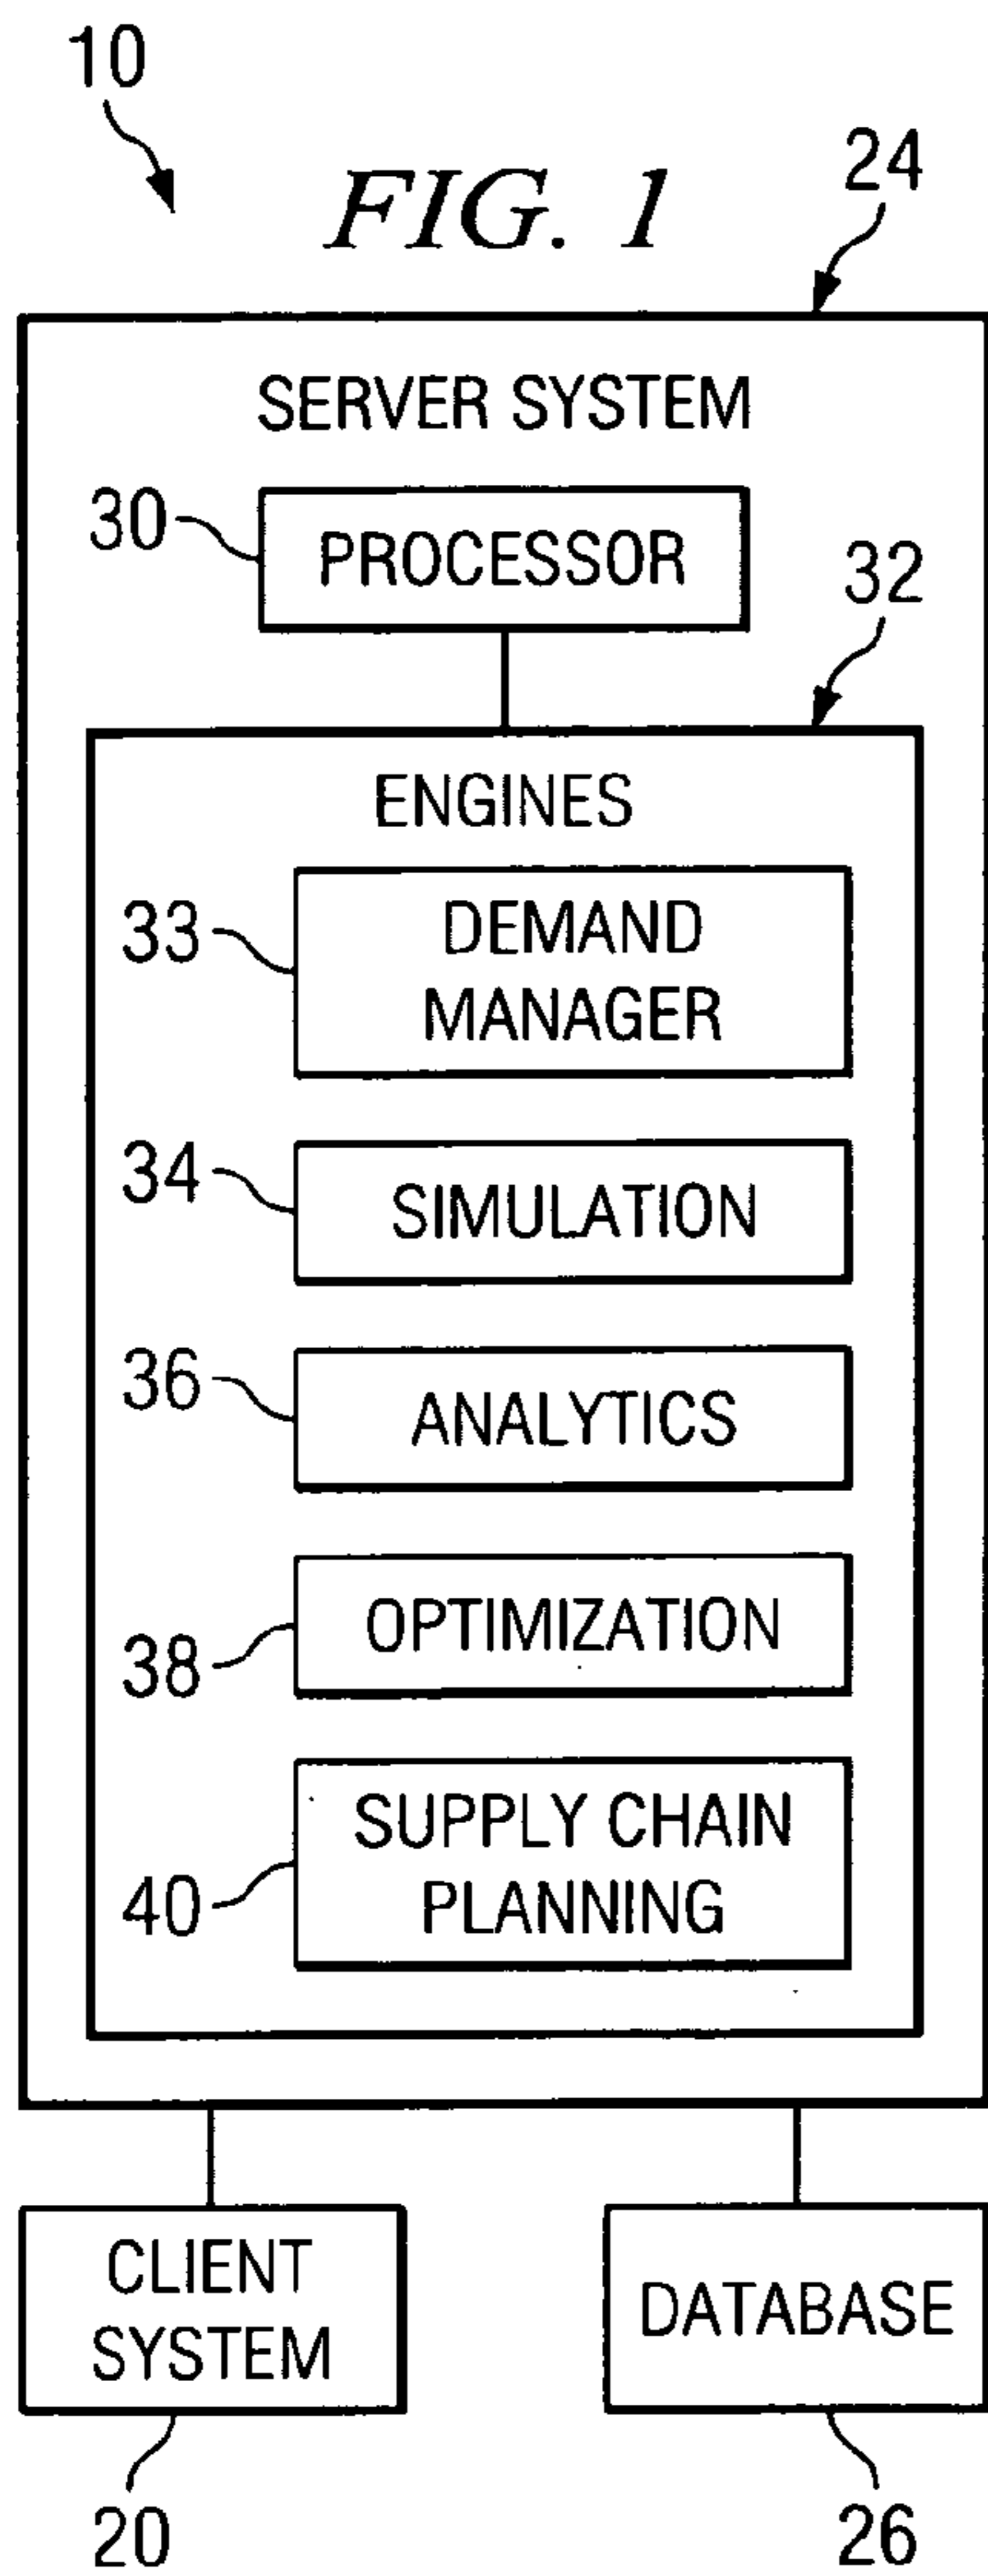 10
FIG. 1
24
SERVER SYSTEM
30
PROCESSOR
32
ENGINES
33
DEMAND
MANAGER
34
SIMULATION
36
ANALYTICS
38
OPTIMIZATION
40
SUPPLY CHAIN
PLANNING
CLIENT
SYSTEM
DATABASE
20
26